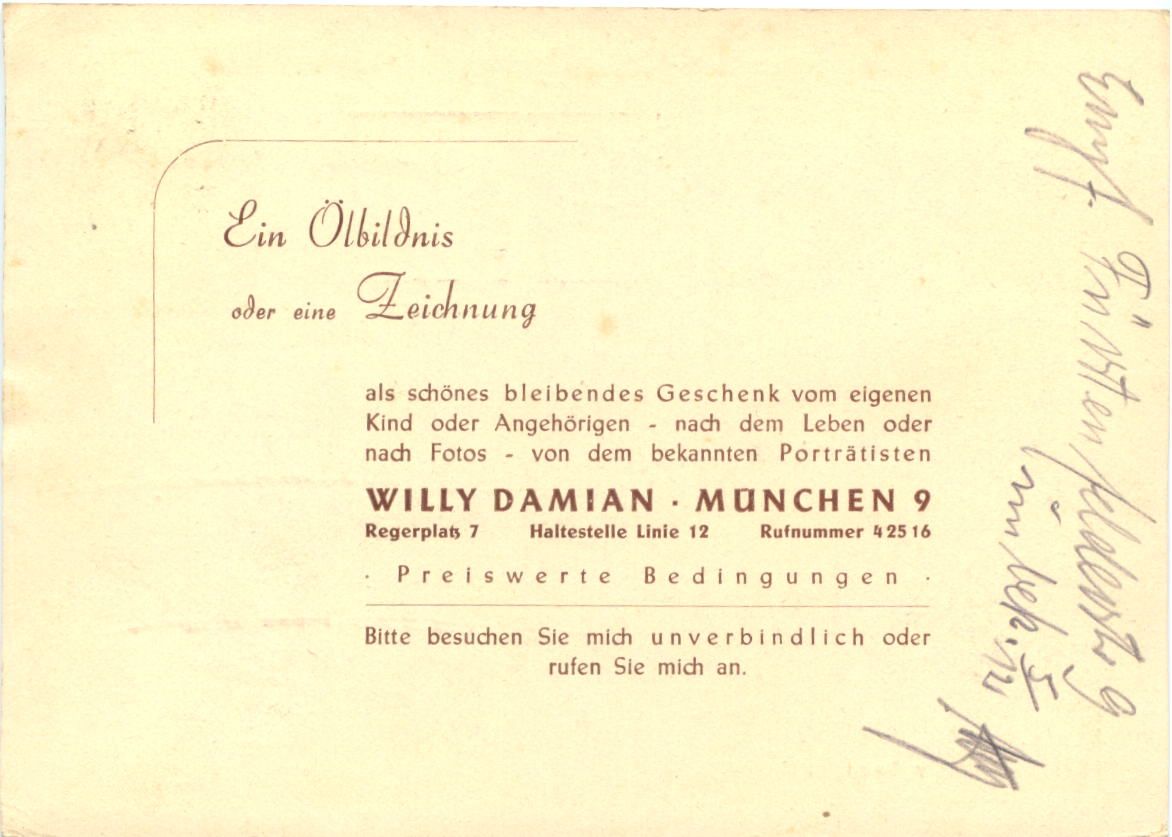 Ein Ölbildnis
oder eine Zeichnung
als schönes bleibendes Geschenk vom eigenen
Kind oder Angehörigen - nach dem Leben oder
nach Fotos - von dem bekannten Porträtisten
WILLY DAMIAN · MÜNCHEN 9
Regerplatz 7 Haltestelle Linie 12 Rufnummer 42516
· Preiswerte Bedingungen ·
Bitte besuchen Sie mich unverbindlich oder
rufen Sie mich an.
Empf. 9